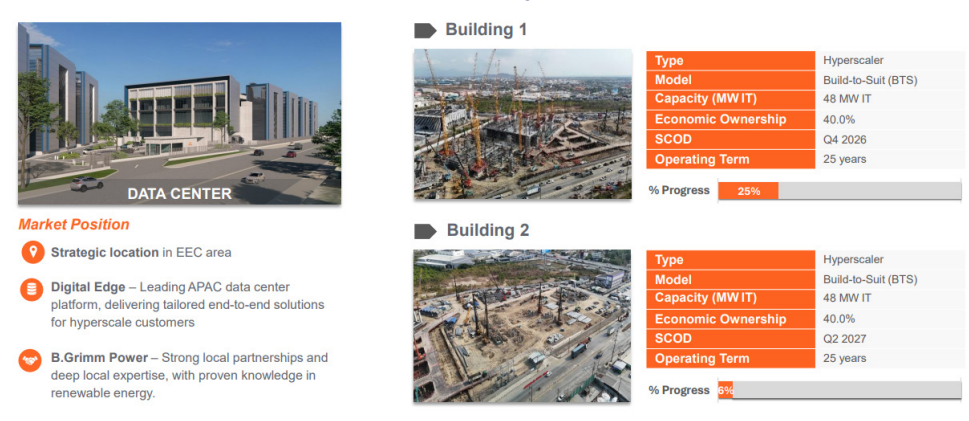 DATA CENTER
Market Position
Strategic location in EEC area
Digital Edge – Leading APAC data center
platform, delivering tailored end-to-end solutions
for hyperscale customers
B.Grimm Power – Strong local partnerships and
deep local expertise, with proven knowledge in
renewable energy.
Building 1
Type Hyperscaler
Model Build-to-Suit (BTS)
Capacity (MW IT) 48 MW IT
Economic Ownership 40.0%
SCOD Q4 2026
Operating Term 25 years
% Progress 25%
Building 2
Type Hyperscaler
Model Build-to-Suit (BTS)
Capacity (MW IT) 48 MW IT
Economic Ownership 40.0%
SCOD Q2 2027
Operating Term 25 years
% Progress 6%